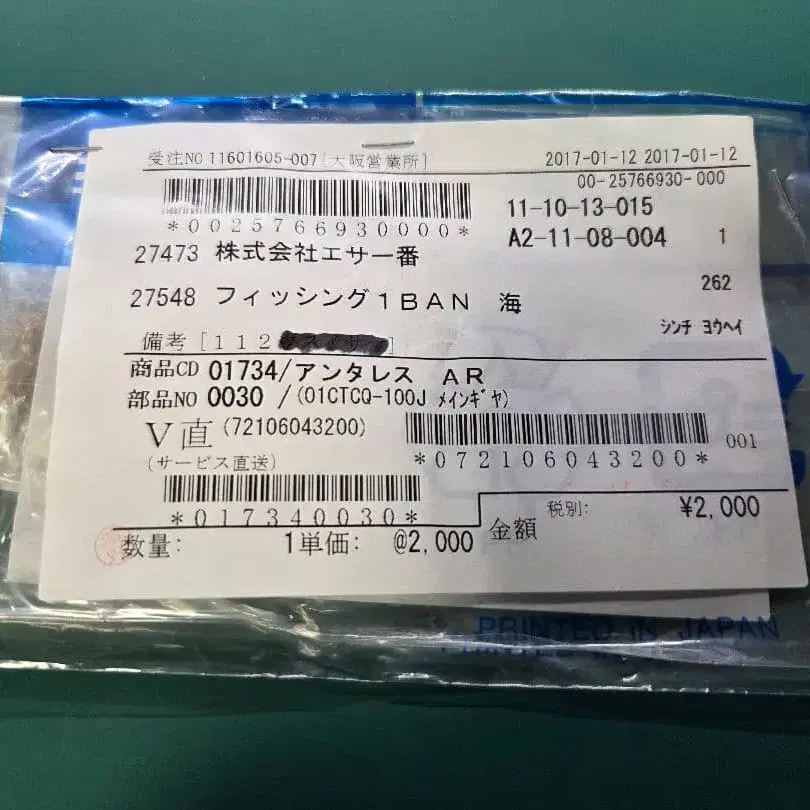 受注NO 11601605-007 [大阪営業所] 2017-01-12 2017-01-12
00-25766930-000
*00257669300000*
11-10-13-015
A2-11-08-004 1
27473 株式会社エサ一番
262
27548 フィッシング1BAN 海
ｼﾝﾁ ﾖｳﾍｲ
備考 [112
商品CD 01734/アンタレス AR
部品NO 0030 /(01CTCQ-100J ﾒｲﾝｷﾞﾔ)
V直 (72106043200)
001
(サービス直送) *072106043200*
*017340030*
税別: ¥2,000
数量: 1単価: @2,000 金額
PRINTED IN JAPAN